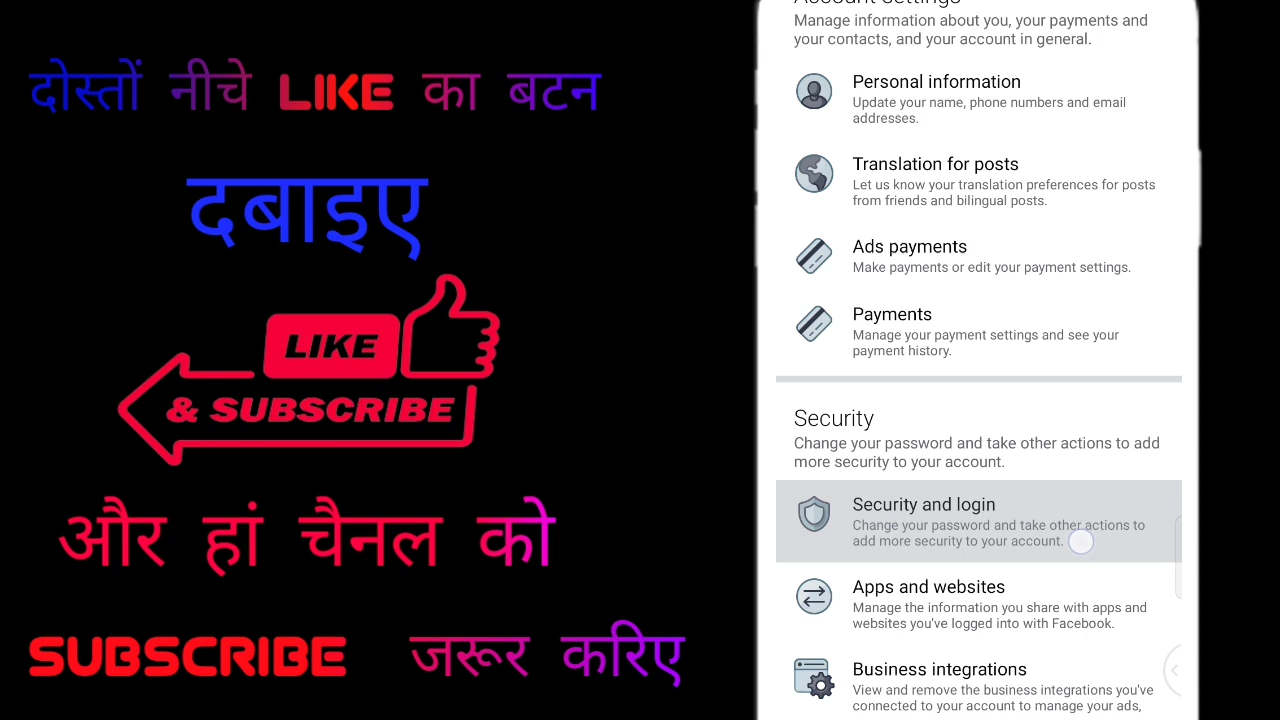 दोस्तों नीचे LIKE का बटन
दबाइए
LIKE
& SUBSCRIBE
और हां चैनल को
SUBSCRIBE जरूर करिए
Account Settings
Manage information about you, your payments and
your contacts, and your account in general.
Personal information
Update your name, phone numbers and email
addresses.
Translation for posts
Let us know your translation preferences for posts
from friends and bilingual posts.
Ads payments
Make payments or edit your payment settings.
Payments
Manage your payment settings and see your
payment history.
Security
Change your password and take other actions to add
more security to your account.
Security and login
Change your password and take other actions to
add more security to your account.
Apps and websites
Manage the information you share with apps and
websites you've logged into with Facebook.
Business integrations
View and remove the business integrations you've
connected to your account to manage your ads,